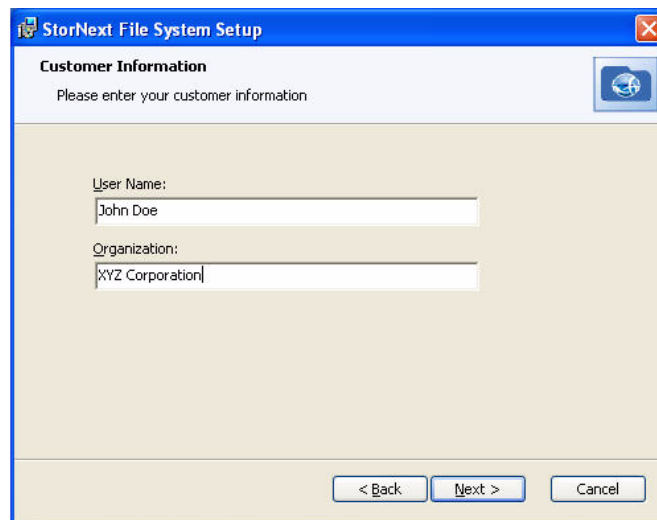 StorNext File System Setup
Customer Information
Please enter your customer information
User Name:
John Doe
Organization:
XYZ Corporation
< Back Next > Cancel